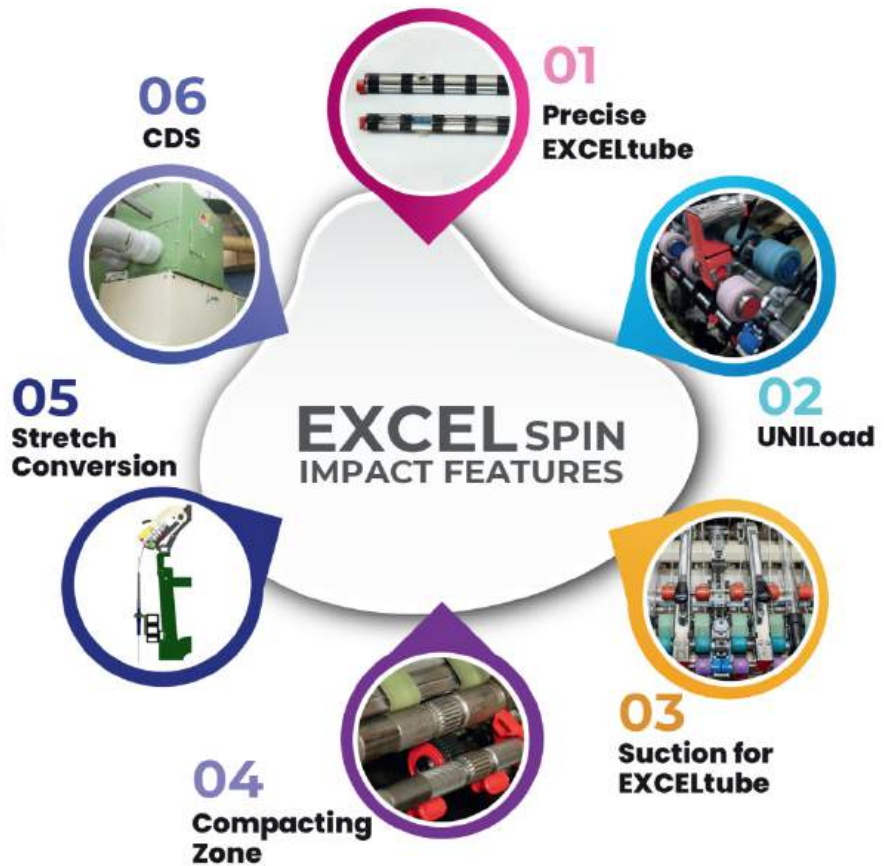 01
Precise
EXCELtube
02
UNILoad
03
Suction for
EXCELtube
04
Compacting
Zone
05
Stretch
Conversion
06
CDS
EXCEL SPIN
IMPACT FEATURES